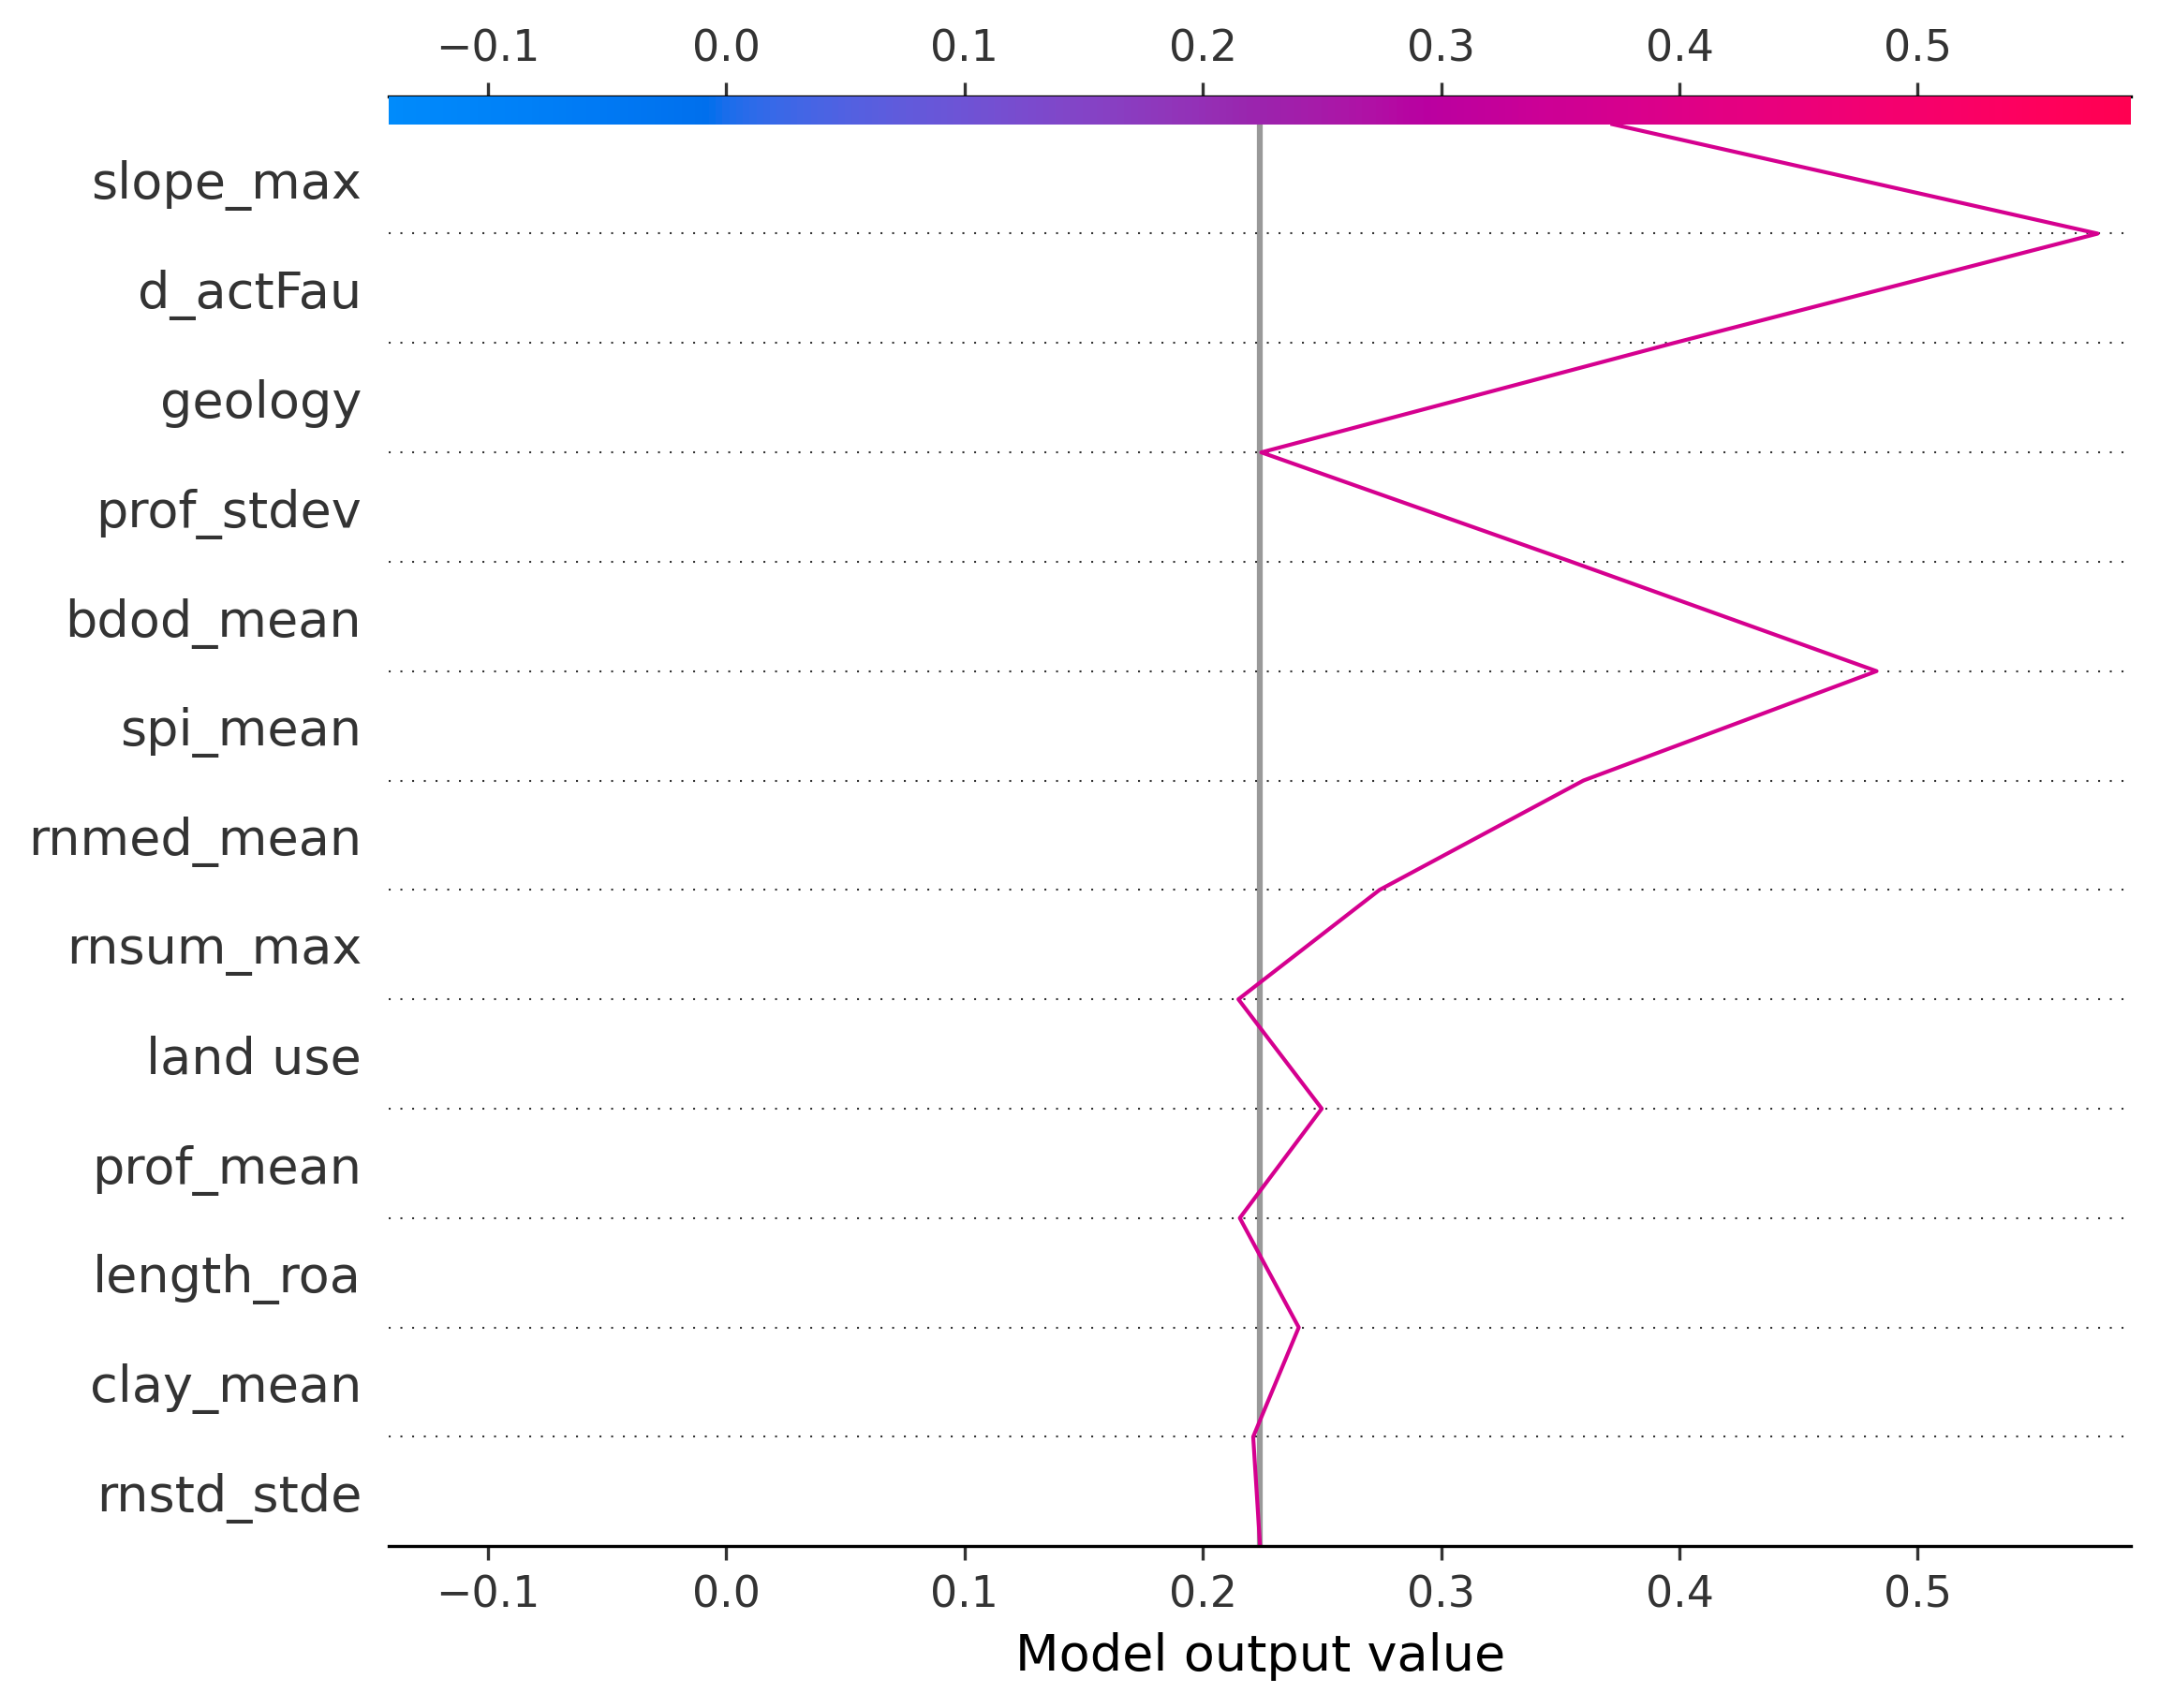 −0.1 0.0 0.1 0.2 0.3 0.4 0.5
slope_max
d_actFau
geology
prof_stdev
bdod_mean
spi_mean
rnmed_mean
rnsum_max
land use
prof_mean
length_roa
clay_mean
rnstd_stde
−0.1 0.0 0.1 0.2 0.3 0.4 0.5
Model output value